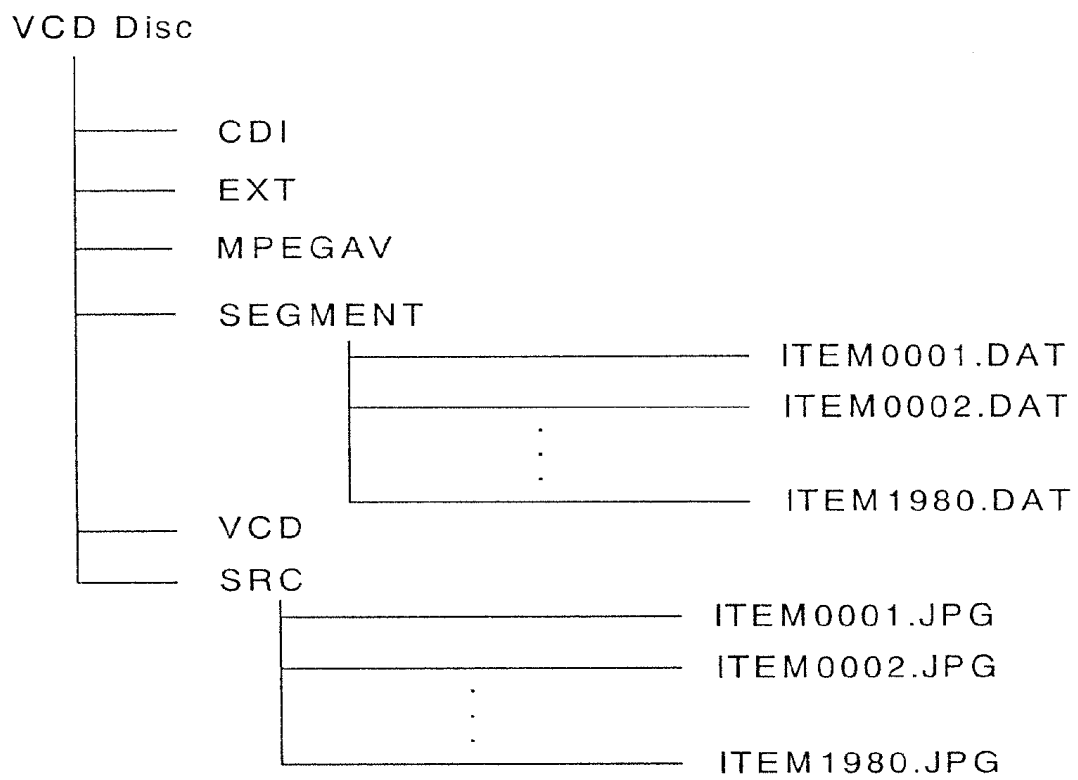 VCD Disc
CDI
EXT
MPEGAV
SEGMENT
ITEM0001.DAT
ITEM0002.DAT
ITEM1980.DAT
VCD
SRC
ITEM0001.JPG
ITEM0002.JPG
ITEM1980.JPG